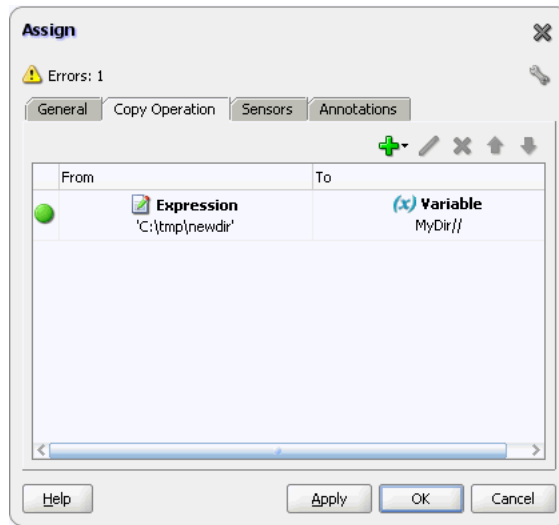 Assign
Errors: 1
General Copy Operation Sensors Annotations
From To
Expression (x) Variable
'C:\tmp\newdir' MyDir//
Help Apply OK Cancel